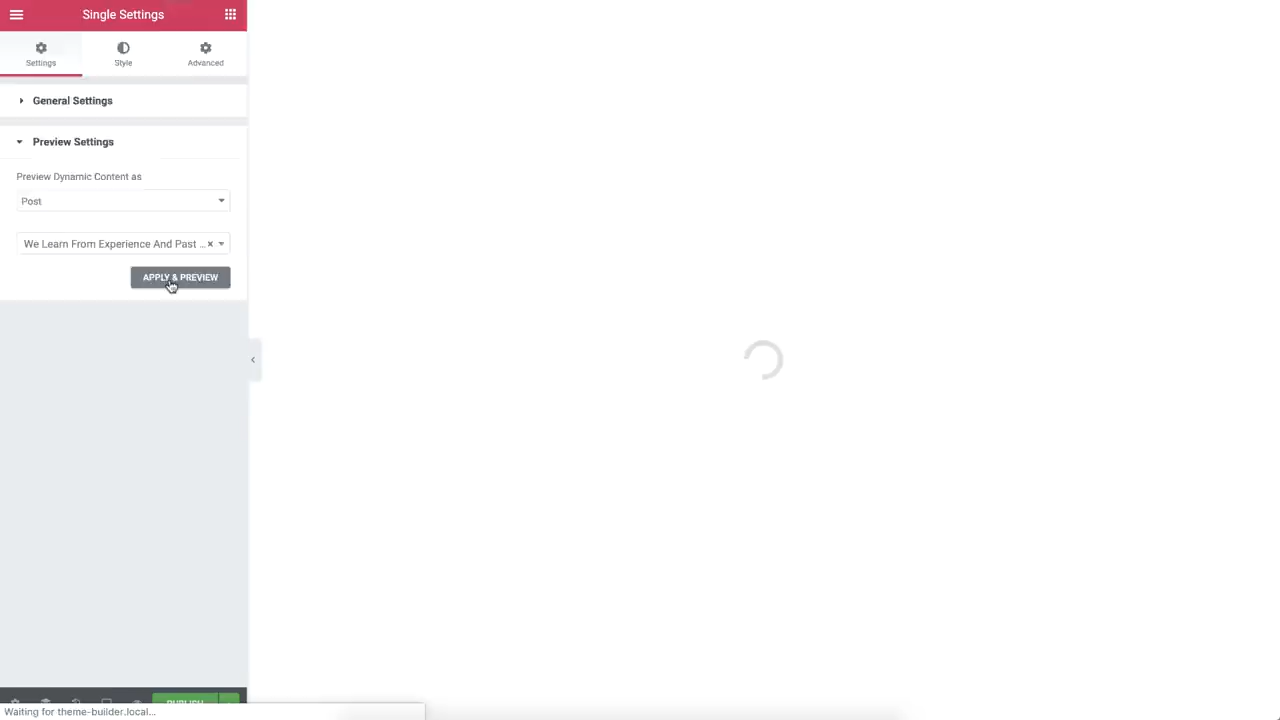 Single Settings
Settings
Style
Advanced
General Settings
Preview Settings
Preview Dynamic Content as
Post
We Learn From Experience And Past ... ×
APPLY & PREVIEW
PUBLISH
Waiting for theme-builder.local...